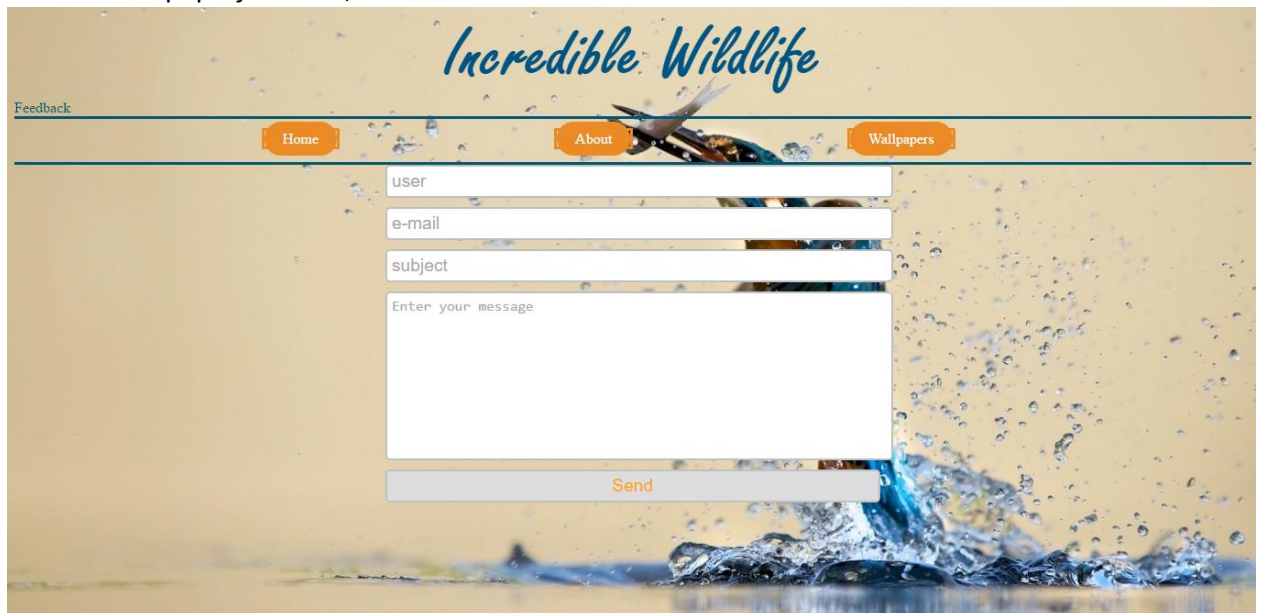 Incredible Wildlife
Feedback
Home About Wallpapers
user
e-mail
subject
Enter your message
Send